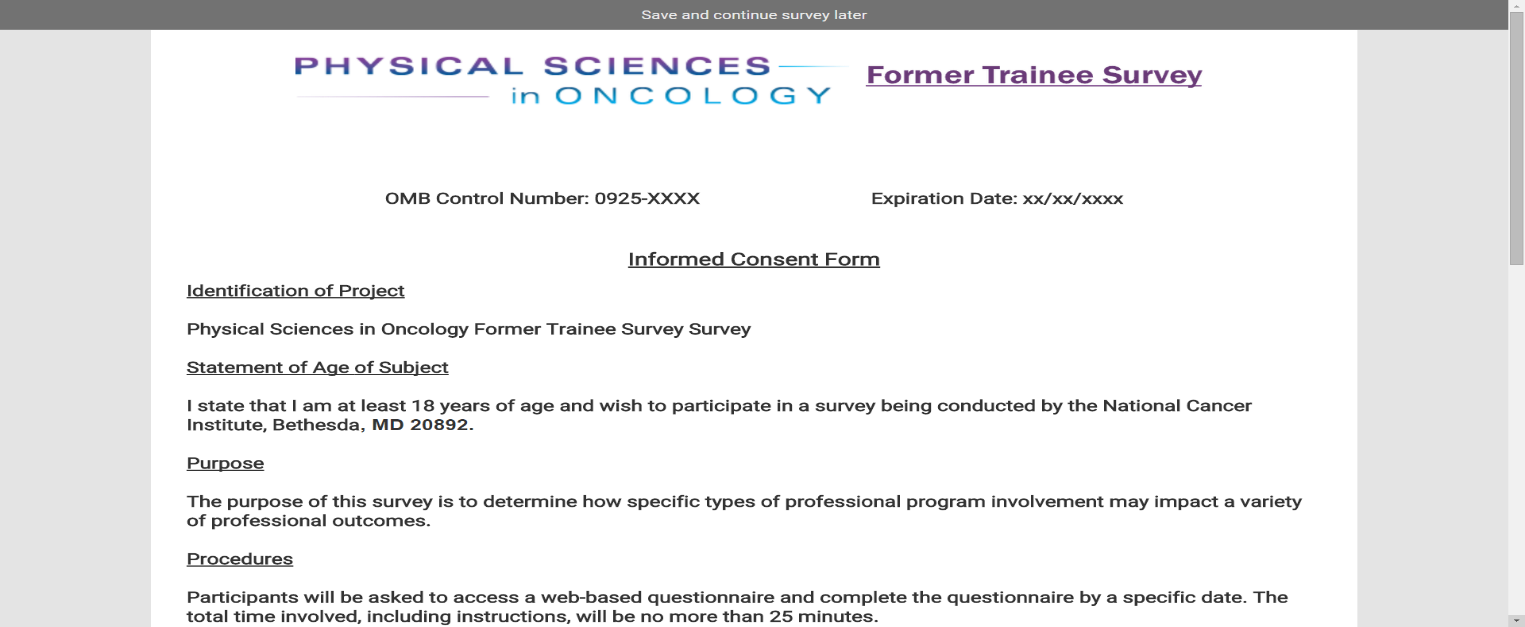 Save and continue survey later
PHYSICAL SCIENCES
in ONCOLOGY
Former Trainee Survey
OMB Control Number: 0925-XXXX
Expiration Date: xx/xx/xxxx
Informed Consent Form
Identification of Project
Physical Sciences in Oncology Former Trainee Survey Survey
Statement of Age of Subject
I state that I am at least 18 years of age and wish to participate in a survey being conducted by the National Cancer
Institute, Bethesda, MD 20892.
Purpose
The purpose of this survey is to determine how specific types of professional program involvement may impact a variety
of professional outcomes.
Procedures
Participants will be asked to access a web-based questionnaire and complete the questionnaire by a specific date. The
total time involved, including instructions, will be no more than 25 minutes.